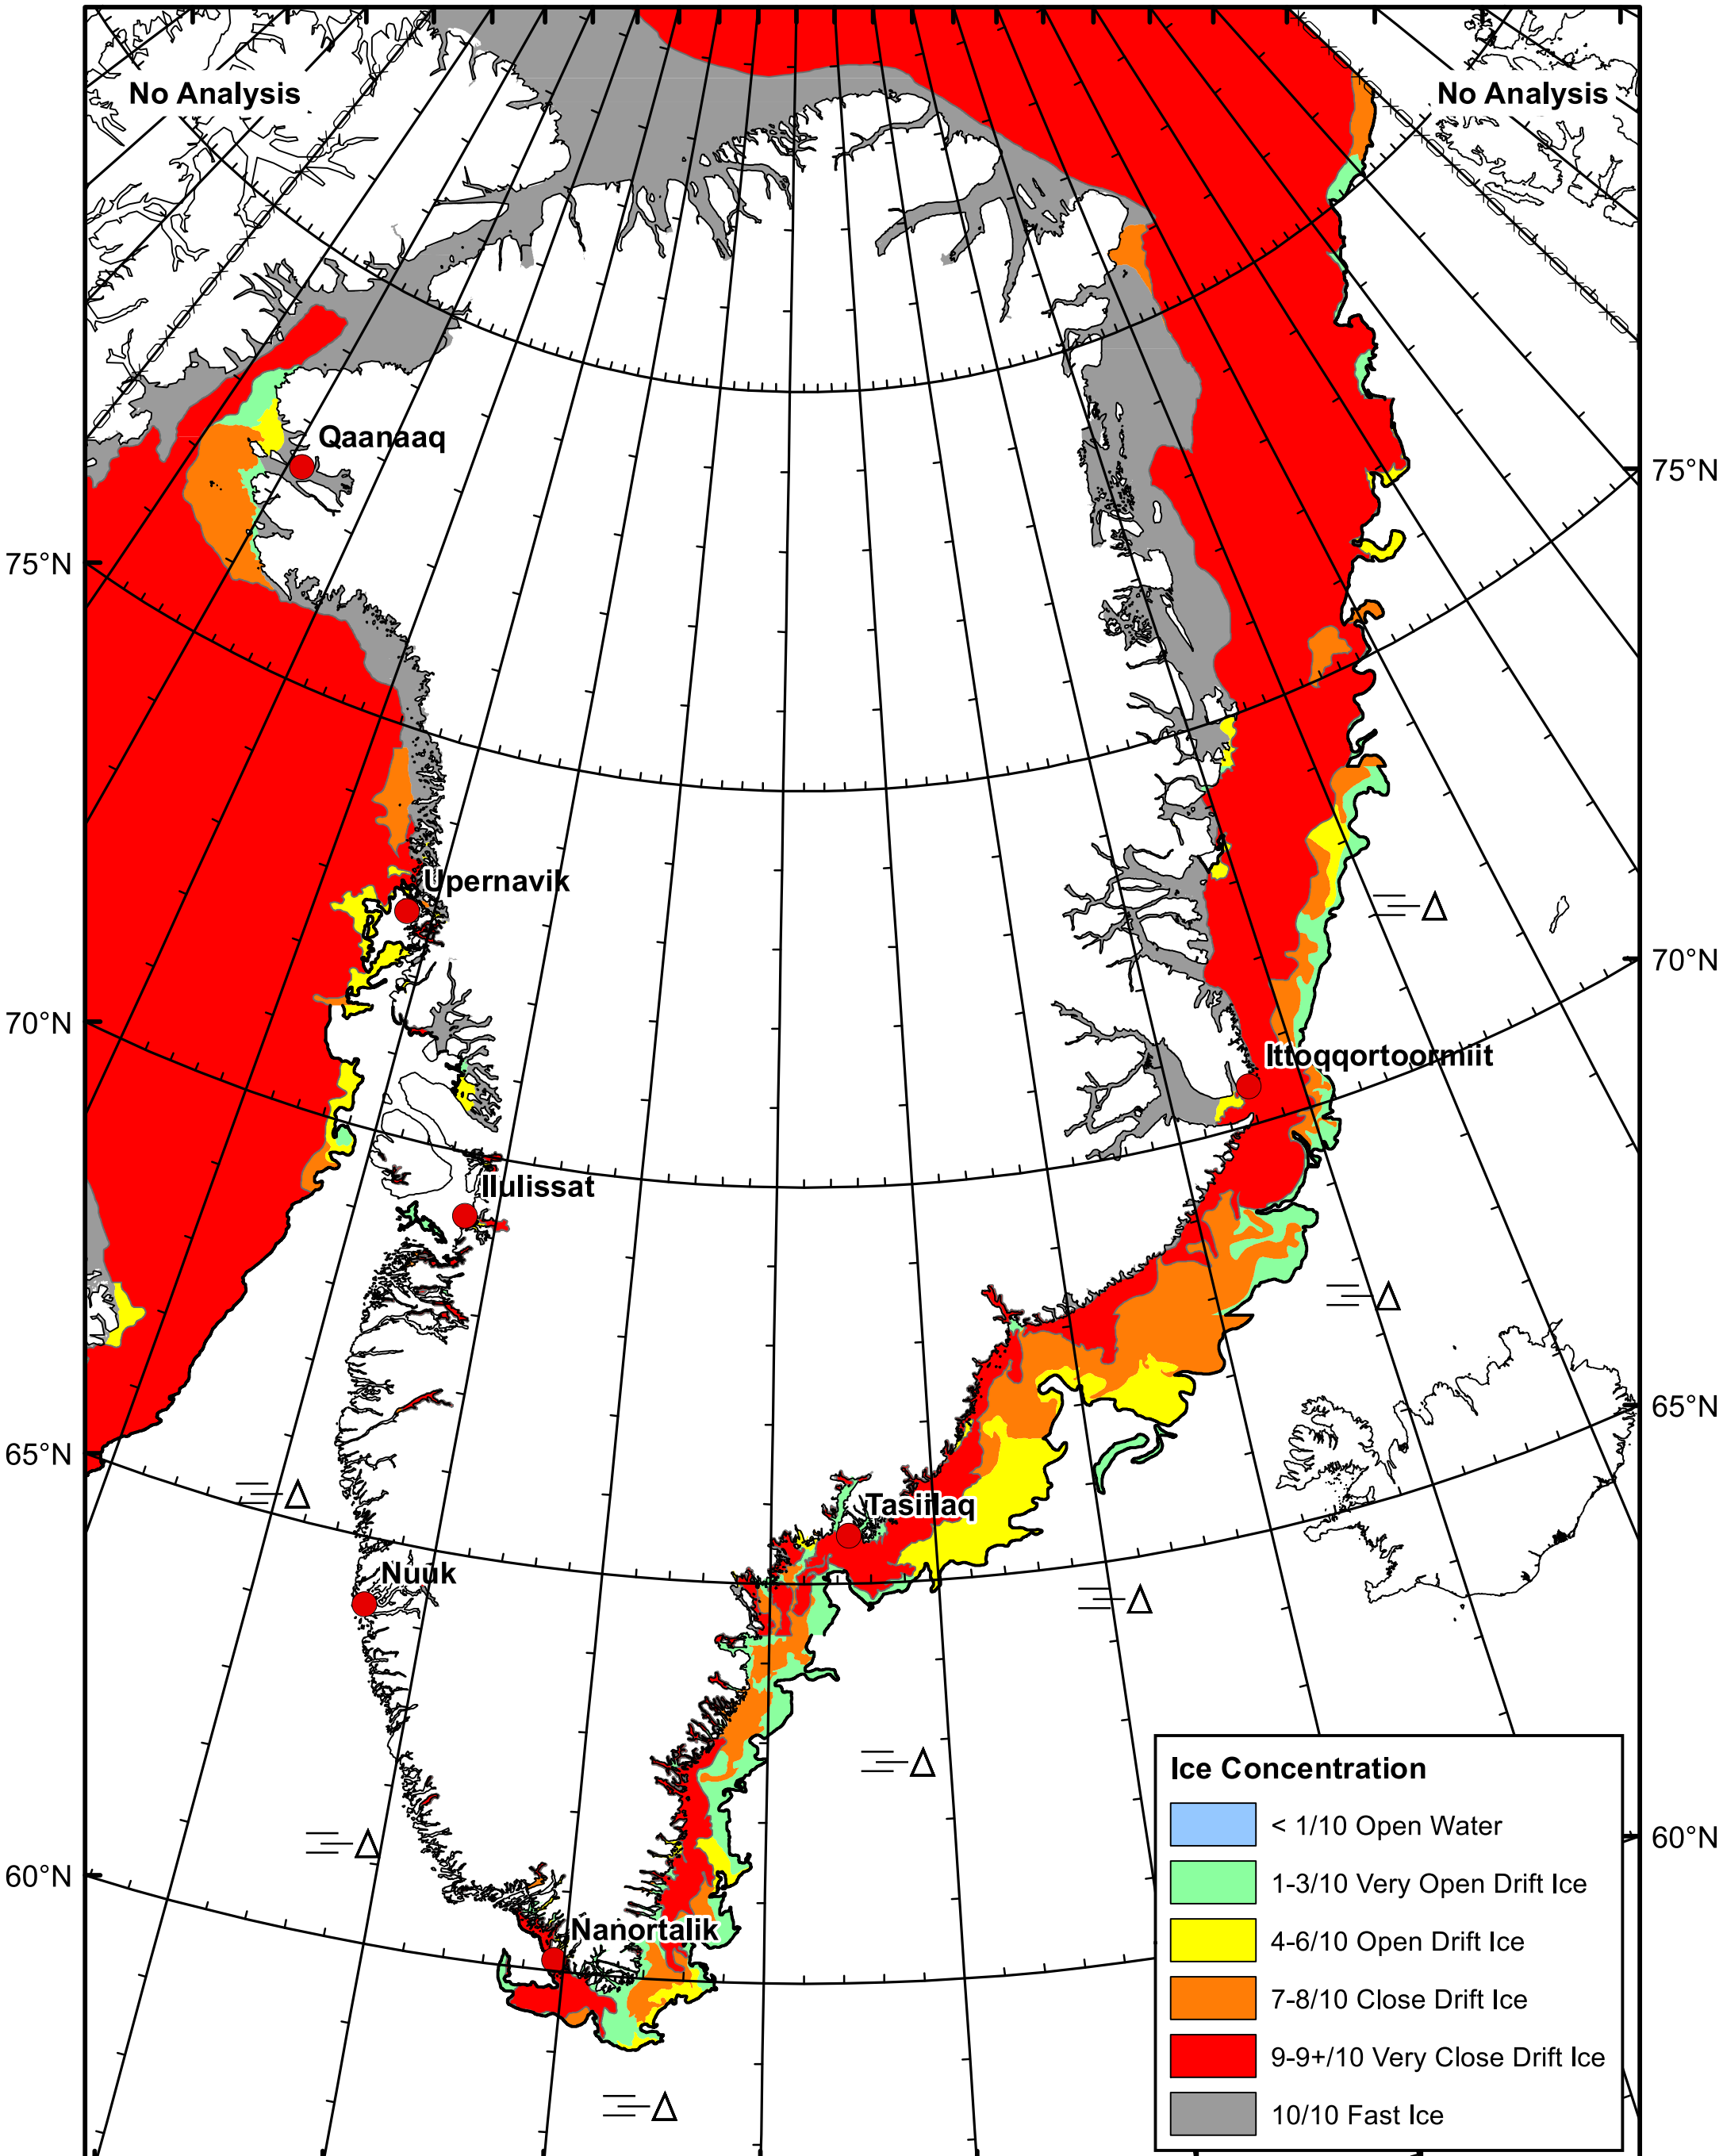 No Analysis
No Analysis
Qaanaaq
75°N
75°N
Upernavik
70°N
70°N
Ittoqqortoormiit
Ilulissat
65°N
65°N
Tasiilaq
Nuuk
Ice Concentration
< 1/10 Open Water
60°N
60°N
1-3/10 Very Open Drift Ice
Nanortalik
4-6/10 Open Drift Ice
7-8/10 Close Drift Ice
9-9+/10 Very Close Drift Ice
10/10 Fast Ice